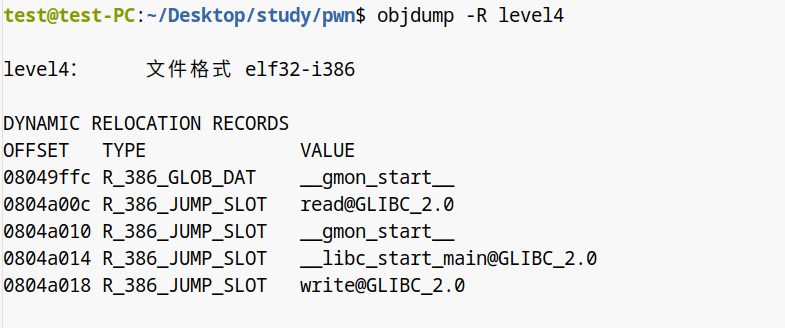 test@test-PC:~/Desktop/study/pwn$ objdump -R level4
level4：     文件格式 elf32-i386
DYNAMIC RELOCATION RECORDS
OFFSET   TYPE              VALUE
08049ffc R_386_GLOB_DAT    __gmon_start__
0804a00c R_386_JUMP_SLOT   read@GLIBC_2.0
0804a010 R_386_JUMP_SLOT   __gmon_start__
0804a014 R_386_JUMP_SLOT   __libc_start_main@GLIBC_2.0
0804a018 R_386_JUMP_SLOT   write@GLIBC_2.0